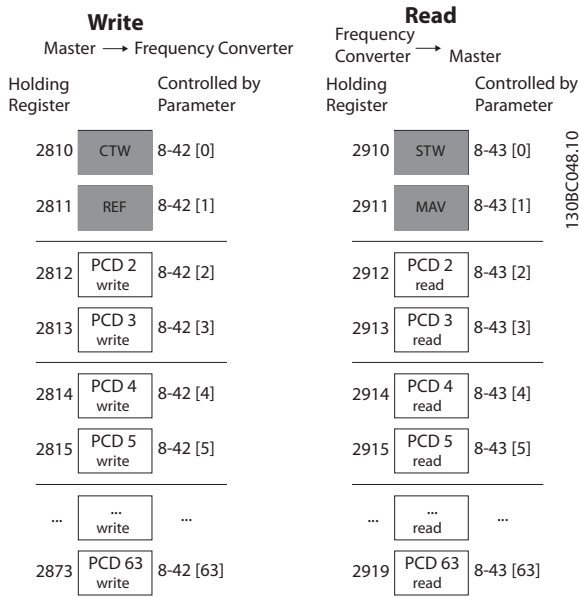 Write
Master → Frequency Converter
Holding Register
Controlled by Parameter
2810 CTW 8-42 [0]
2811 REF 8-42 [1]
2812 PCD 2 write 8-42 [2]
2813 PCD 3 write 8-42 [3]
2814 PCD 4 write 8-42 [4]
2815 PCD 5 write 8-42 [5]
... ... write ...
2873 PCD 63 write 8-42 [63]
Read
Frequency Converter → Master
Holding Register
Controlled by Parameter
2910 STW 8-43 [0]
2911 MAV 8-43 [1]
2912 PCD 2 read 8-43 [2]
2913 PCD 3 read 8-43 [3]
2914 PCD 4 read 8-43 [4]
2915 PCD 5 read 8-43 [5]
... ... read ...
2919 PCD 63 read 8-43 [63]
130BC048.10